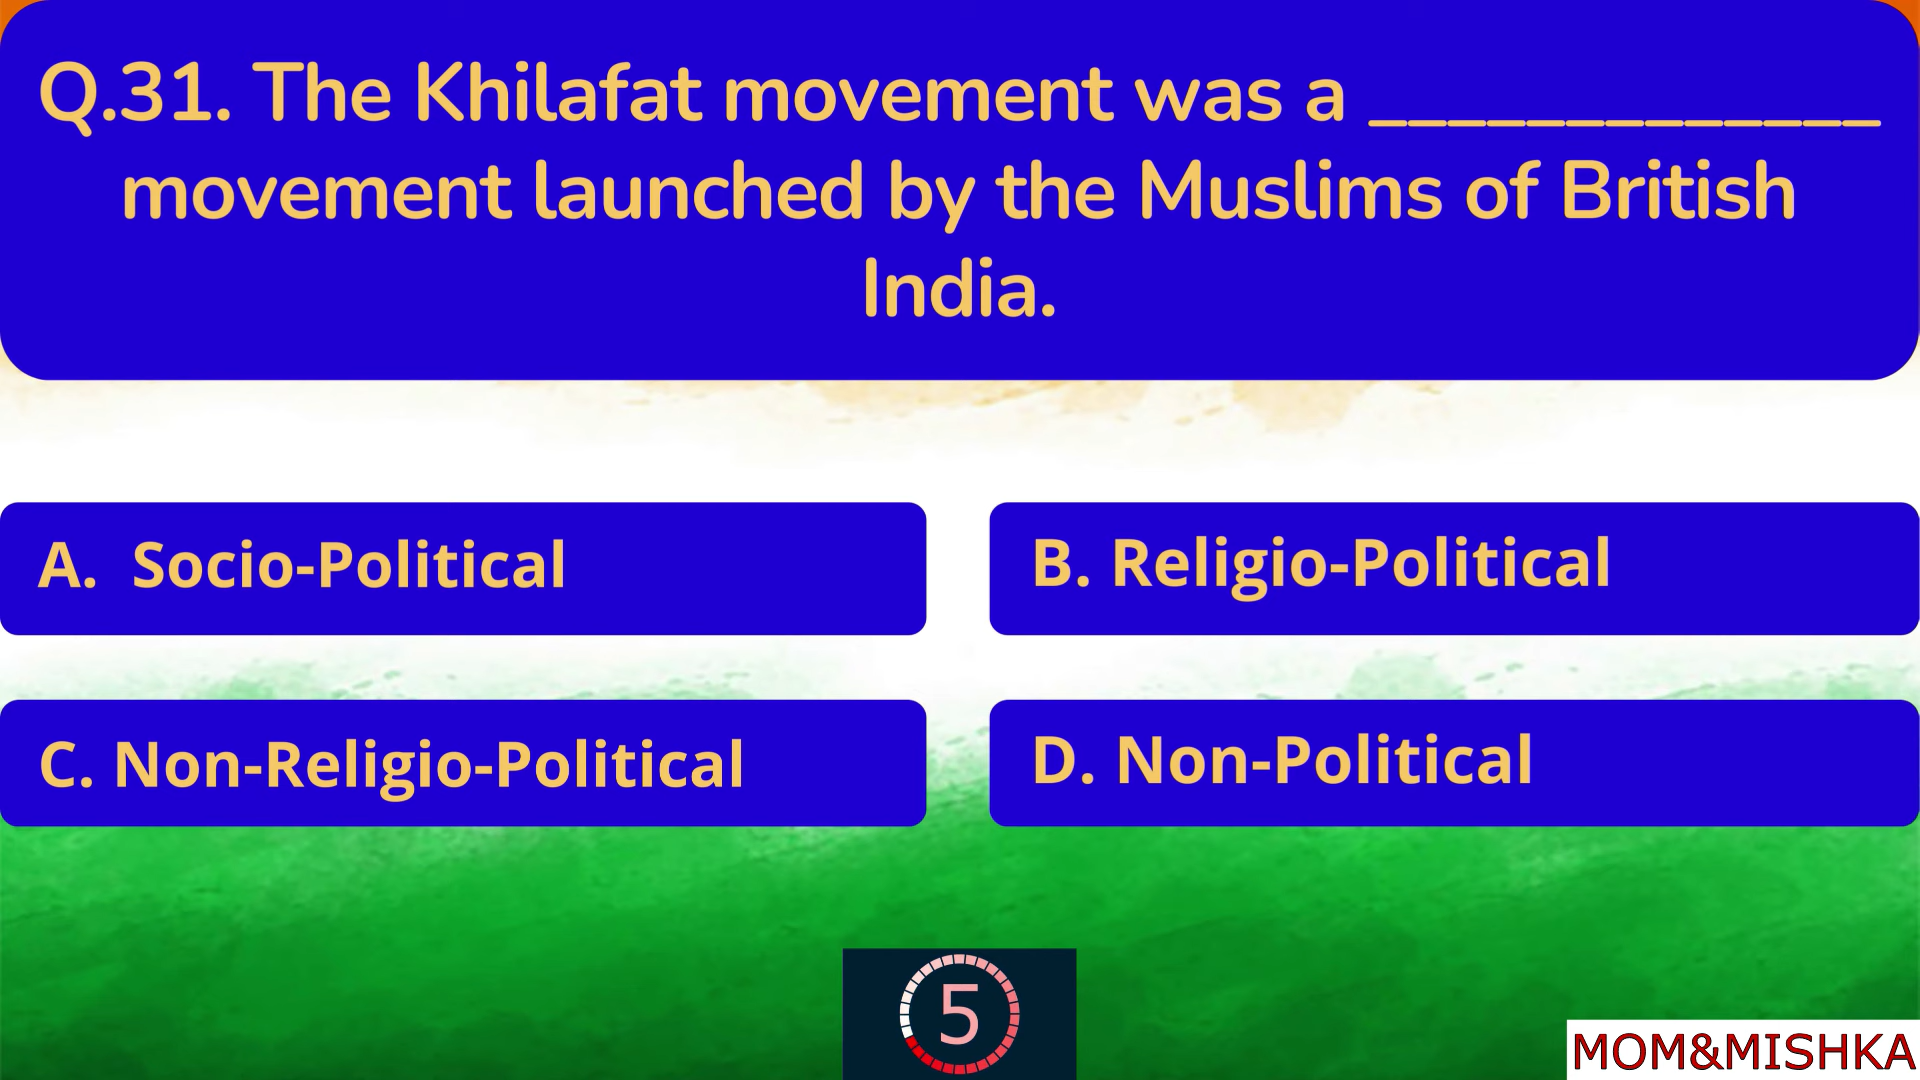 Q.31. The Khilafat movement was a _____________
movement launched by the Muslims of British
India.
A. Socio-Political
B. Religio-Political
C. Non-Religio-Political
D. Non-Political
5
MOM&MISHKA